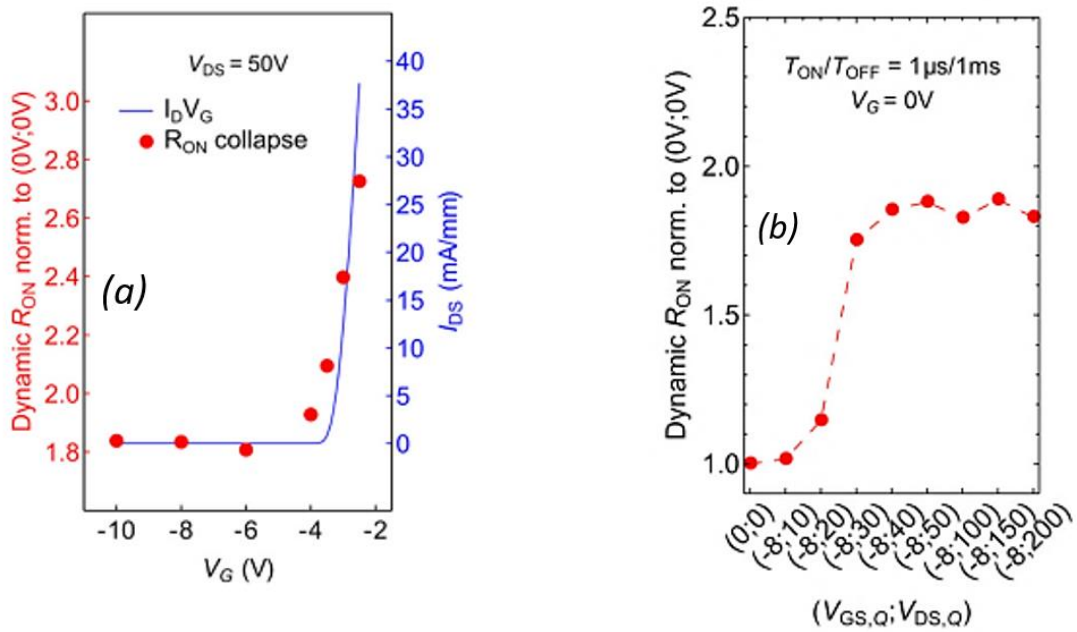 V_DS = 50V
I_DV_G
R_ON collapse
(a)
Dynamic R_ON norm. to (0V;0V)
3.0
2.8
2.6
2.4
2.2
2.0
1.8
40
35
30
25
20
15
10
5
0
I_DS (mA/mm)
-10 -8 -6 -4 -2
V_G (V)
T_ON/T_OFF = 1µs/1ms
V_G = 0V
(b)
Dynamic R_ON norm. to (0V;0V)
2.5
2.0
1.5
1.0
(0;0)
(-8;10)
(-8;20)
(-8;30)
(-8;40)
(-8;50)
(-8;100)
(-8;150)
(-8;200)
(V_GS,Q;V_DS,Q)